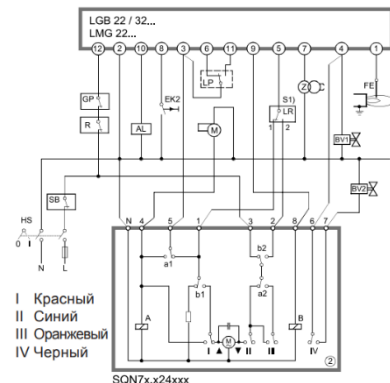 LGB 22 / 32...
LMG 22...
12 2 10 8 3 6 11 9 5 7 4 1
LP
GP
EK2
S1)
Z
FE
R
AL
M
LR
1 2
BV1
BV2
SB
HS
0 I
N L
N 4 5 1 3 2 8 6 7
a1 b2
b1 a2
A
B
I M II III IV
2
I Красный
II Синий
III Оранжевый
IV Черный
SQN7x.x24xxx